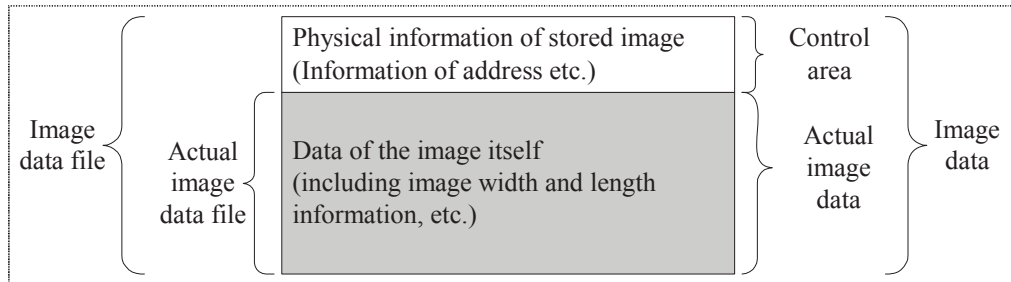 Physical information of stored image
(Information of address etc.)
Control
area
Image
data file
Actual
image
data file
Data of the image itself
(including image width and length
information, etc.)
Actual
image
data
Image
data